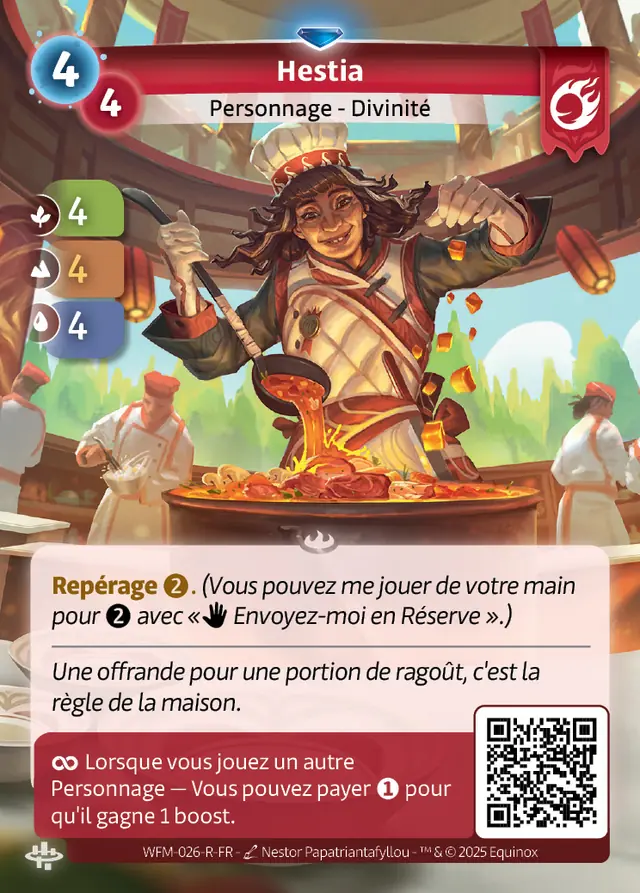 4
Hestia
4
Personnage - Divinité
4
4
4
Repérage 2. (Vous pouvez me jouer de votre main
pour 2 avec « Envoyez-moi en Réserve ».)
Une offrande pour une portion de ragoût, c'est la
règle de la maison.
Lorsque vous jouez un autre
Personnage — Vous pouvez payer 1 pour
qu'il gagne 1 boost.
WFM-026-R-FR - Nestor Papatriantafyllou - ™ & © 2025 Equinox